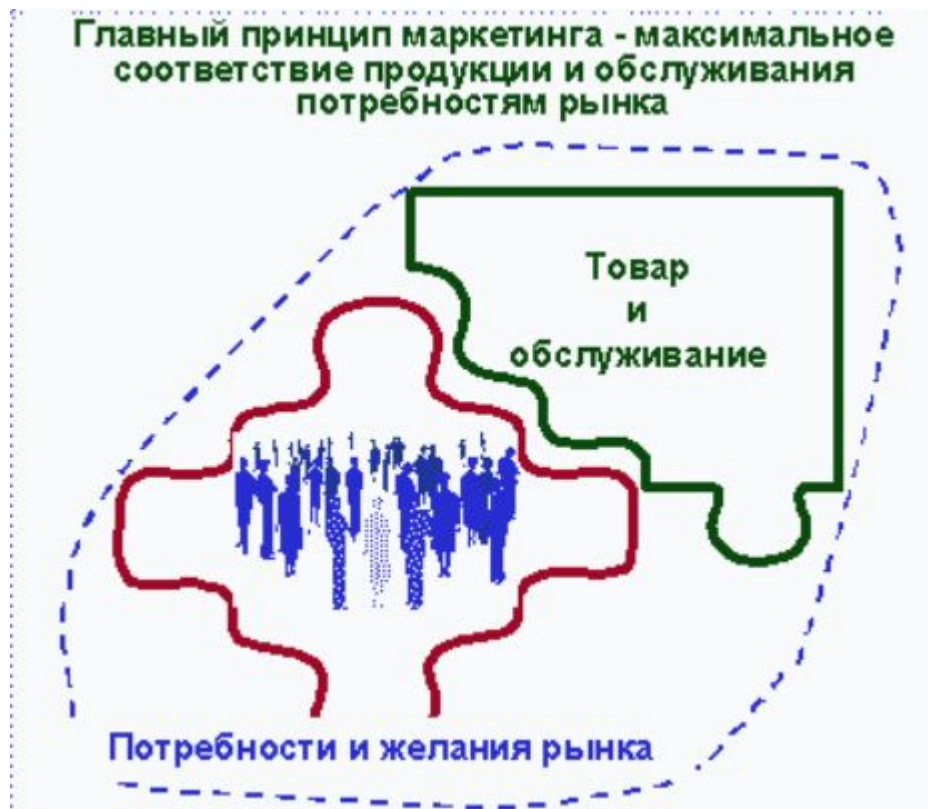 Главный принцип маркетинга - максимальное
соответствие продукции и обслуживания
потребностям рынка
Товар
и
обслуживание
Потребности и желания рынка